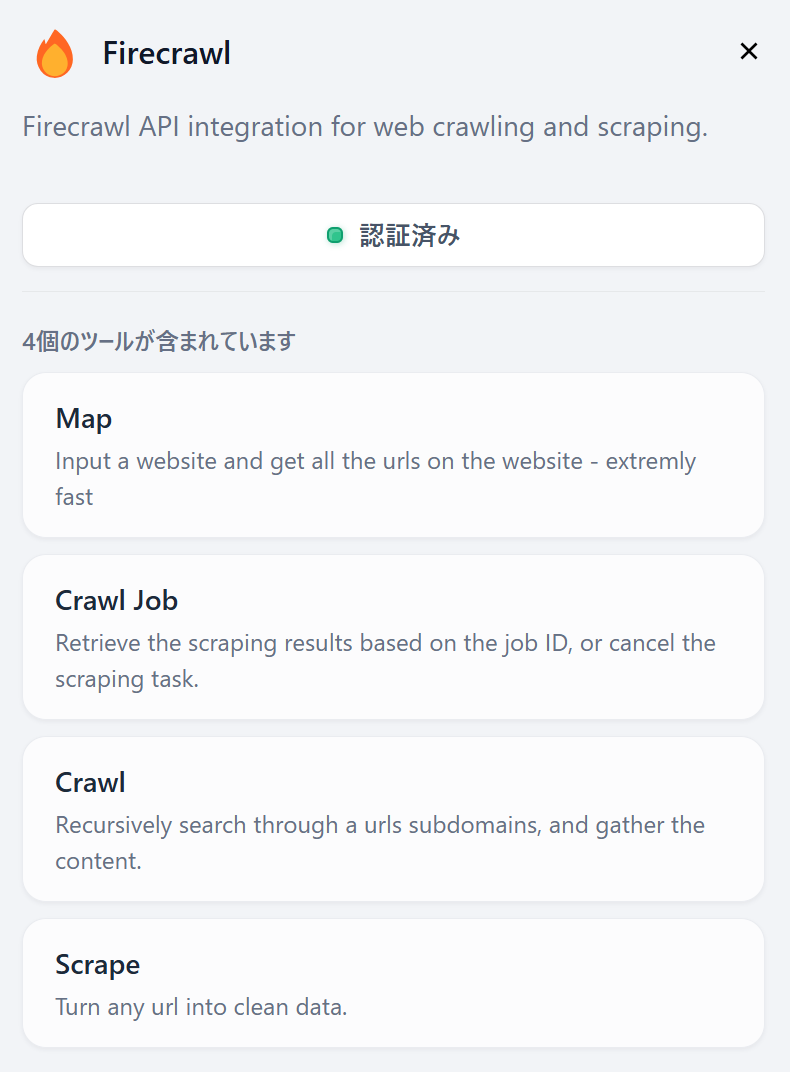 Firecrawl
Firecrawl API integration for web crawling and scraping.
認証済み
4個のツールが含まれています
Map
Input a website and get all the urls on the website - extremly
fast
Crawl Job
Retrieve the scraping results based on the job ID, or cancel the
scraping task.
Crawl
Recursively search through a urls subdomains, and gather the
content.
Scrape
Turn any url into clean data.